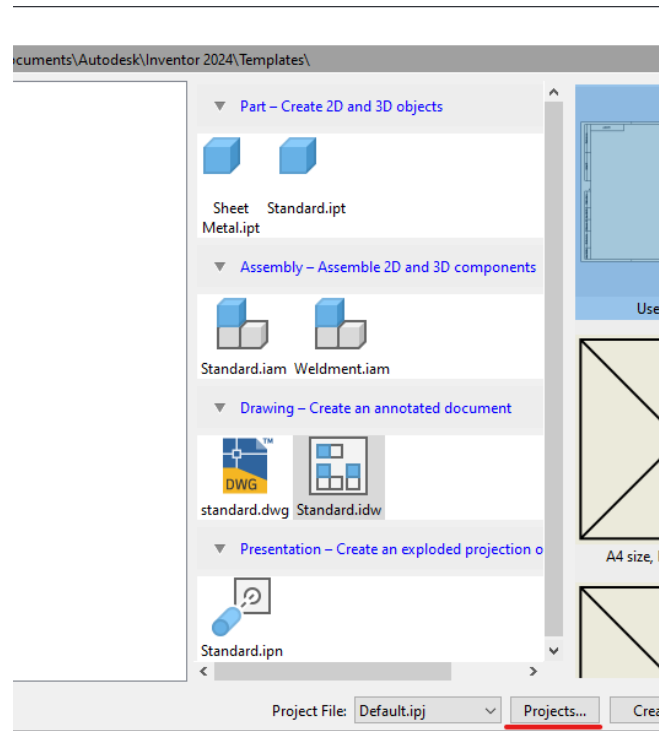 ocuments\Autodesk\Inventor 2024\Templates\
Part – Create 2D and 3D objects
Sheet Metal.ipt
Standard.ipt
Assembly – Assemble 2D and 3D components
Standard.iam
Weldment.iam
Drawing – Create an annotated document
DWG
TM
standard.dwg
Standard.idw
Presentation – Create an exploded projection o
Standard.ipn
Use
A4 size,
Project File:
Default.ipj
Projects...
Crea